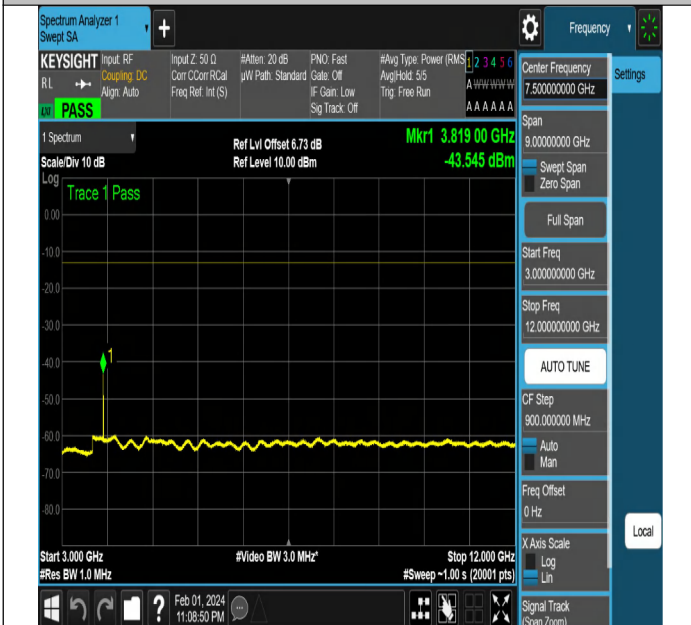 Spectrum Analyzer 1
Swept SA
+
Frequency
KEYSIGHT
RL
LXI PASS
Input: RF
Coupling: DC
Align: Auto
Input Z: 50 Ω
Corr CCorr RCal
Freq Ref: Int (S)
#Atten: 20 dB
µW Path: Standard
PNO: Fast
Gate: Off
IF Gain: Low
Sig Track: Off
#Avg Type: Power (RMS
Avg|Hold: 5/5
Trig: Free Run
1 2 3 4 5 6
A W W W W W
A A A A A A
1 Spectrum
Scale/Div 10 dB
Ref Lvl Offset 6.73 dB
Ref Level 10.00 dBm
Mkr1 3.819 00 GHz
-43.545 dBm
Log
Trace 1 Pass
0.00
-10.0
-20.0
-30.0
1
-40.0
-50.0
-60.0
-70.0
-80.0
Start 3.000 GHz
#Res BW 1.0 MHz
#Video BW 3.0 MHz*
Stop 12.000 GHz
#Sweep ~1.00 s (20001 pts)
?
Feb 01, 2024
11:08:50 PM
Center Frequency
7.500000000 GHz
Settings
Span
9.00000000 GHz
Swept Span
Zero Span
Full Span
Start Freq
3.000000000 GHz
Stop Freq
12.000000000 GHz
AUTO TUNE
CF Step
900.000000 MHz
Auto
Man
Freq Offset
0 Hz
Local
X Axis Scale
Log
Lin
Signal Track
(Span Zoom)